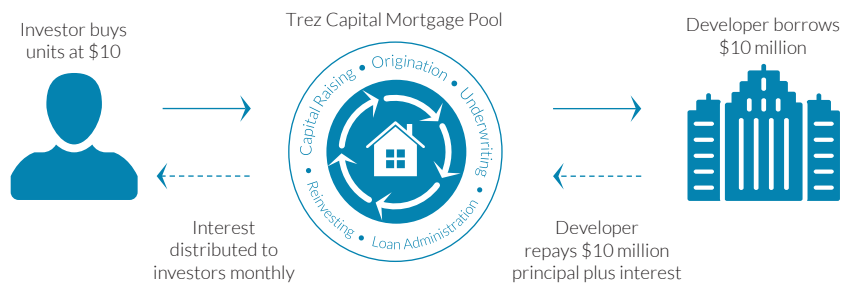 Investor buys
units at $10
Trez Capital Mortgage Pool
Developer borrows
$10 million
Capital Raising • Origination • Underwriting • Loan Administration • Reinvesting •
Interest
distributed to
investors monthly
Developer
repays $10 million
principal plus interest